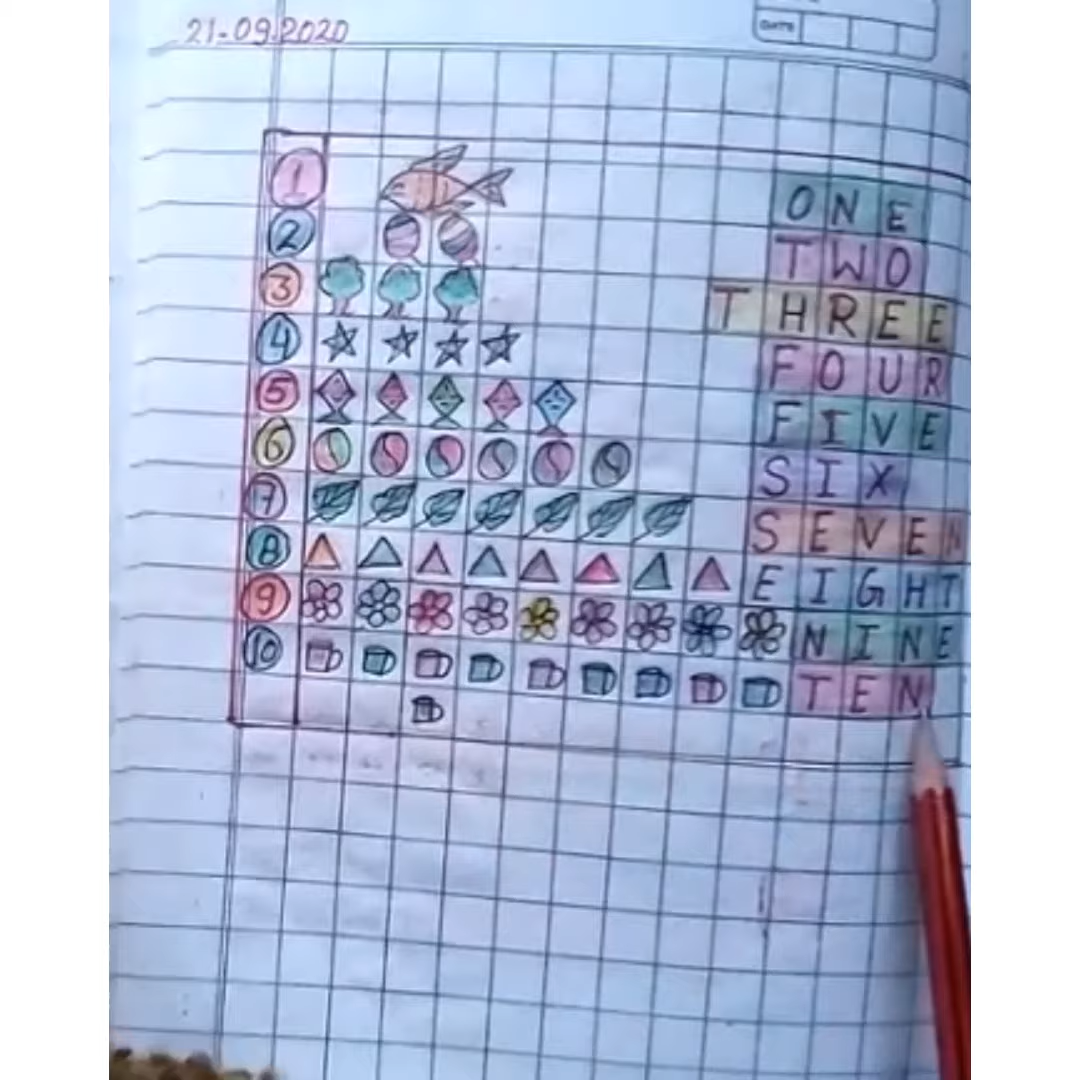 21-09-2020
DATE
1 ONE
2 TWO
3 THREE
4 FOUR
5 FIVE
6 SIX
7 SEVEN
8 EIGHT
9 NINE
10 TEN